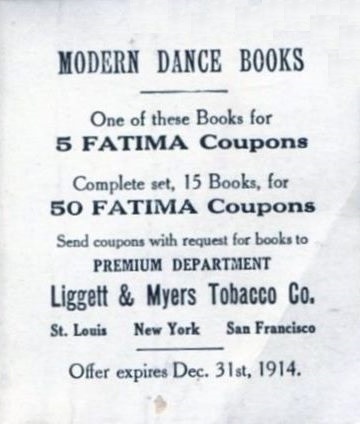 MODERN DANCE BOOKS
One of these Books for
5 FATIMA Coupons
Complete set, 15 Books, for
50 FATIMA Coupons
Send coupons with request for books to
PREMIUM DEPARTMENT
Liggett & Myers Tobacco Co.
St. Louis New York San Francisco
Offer expires Dec. 31st, 1914.